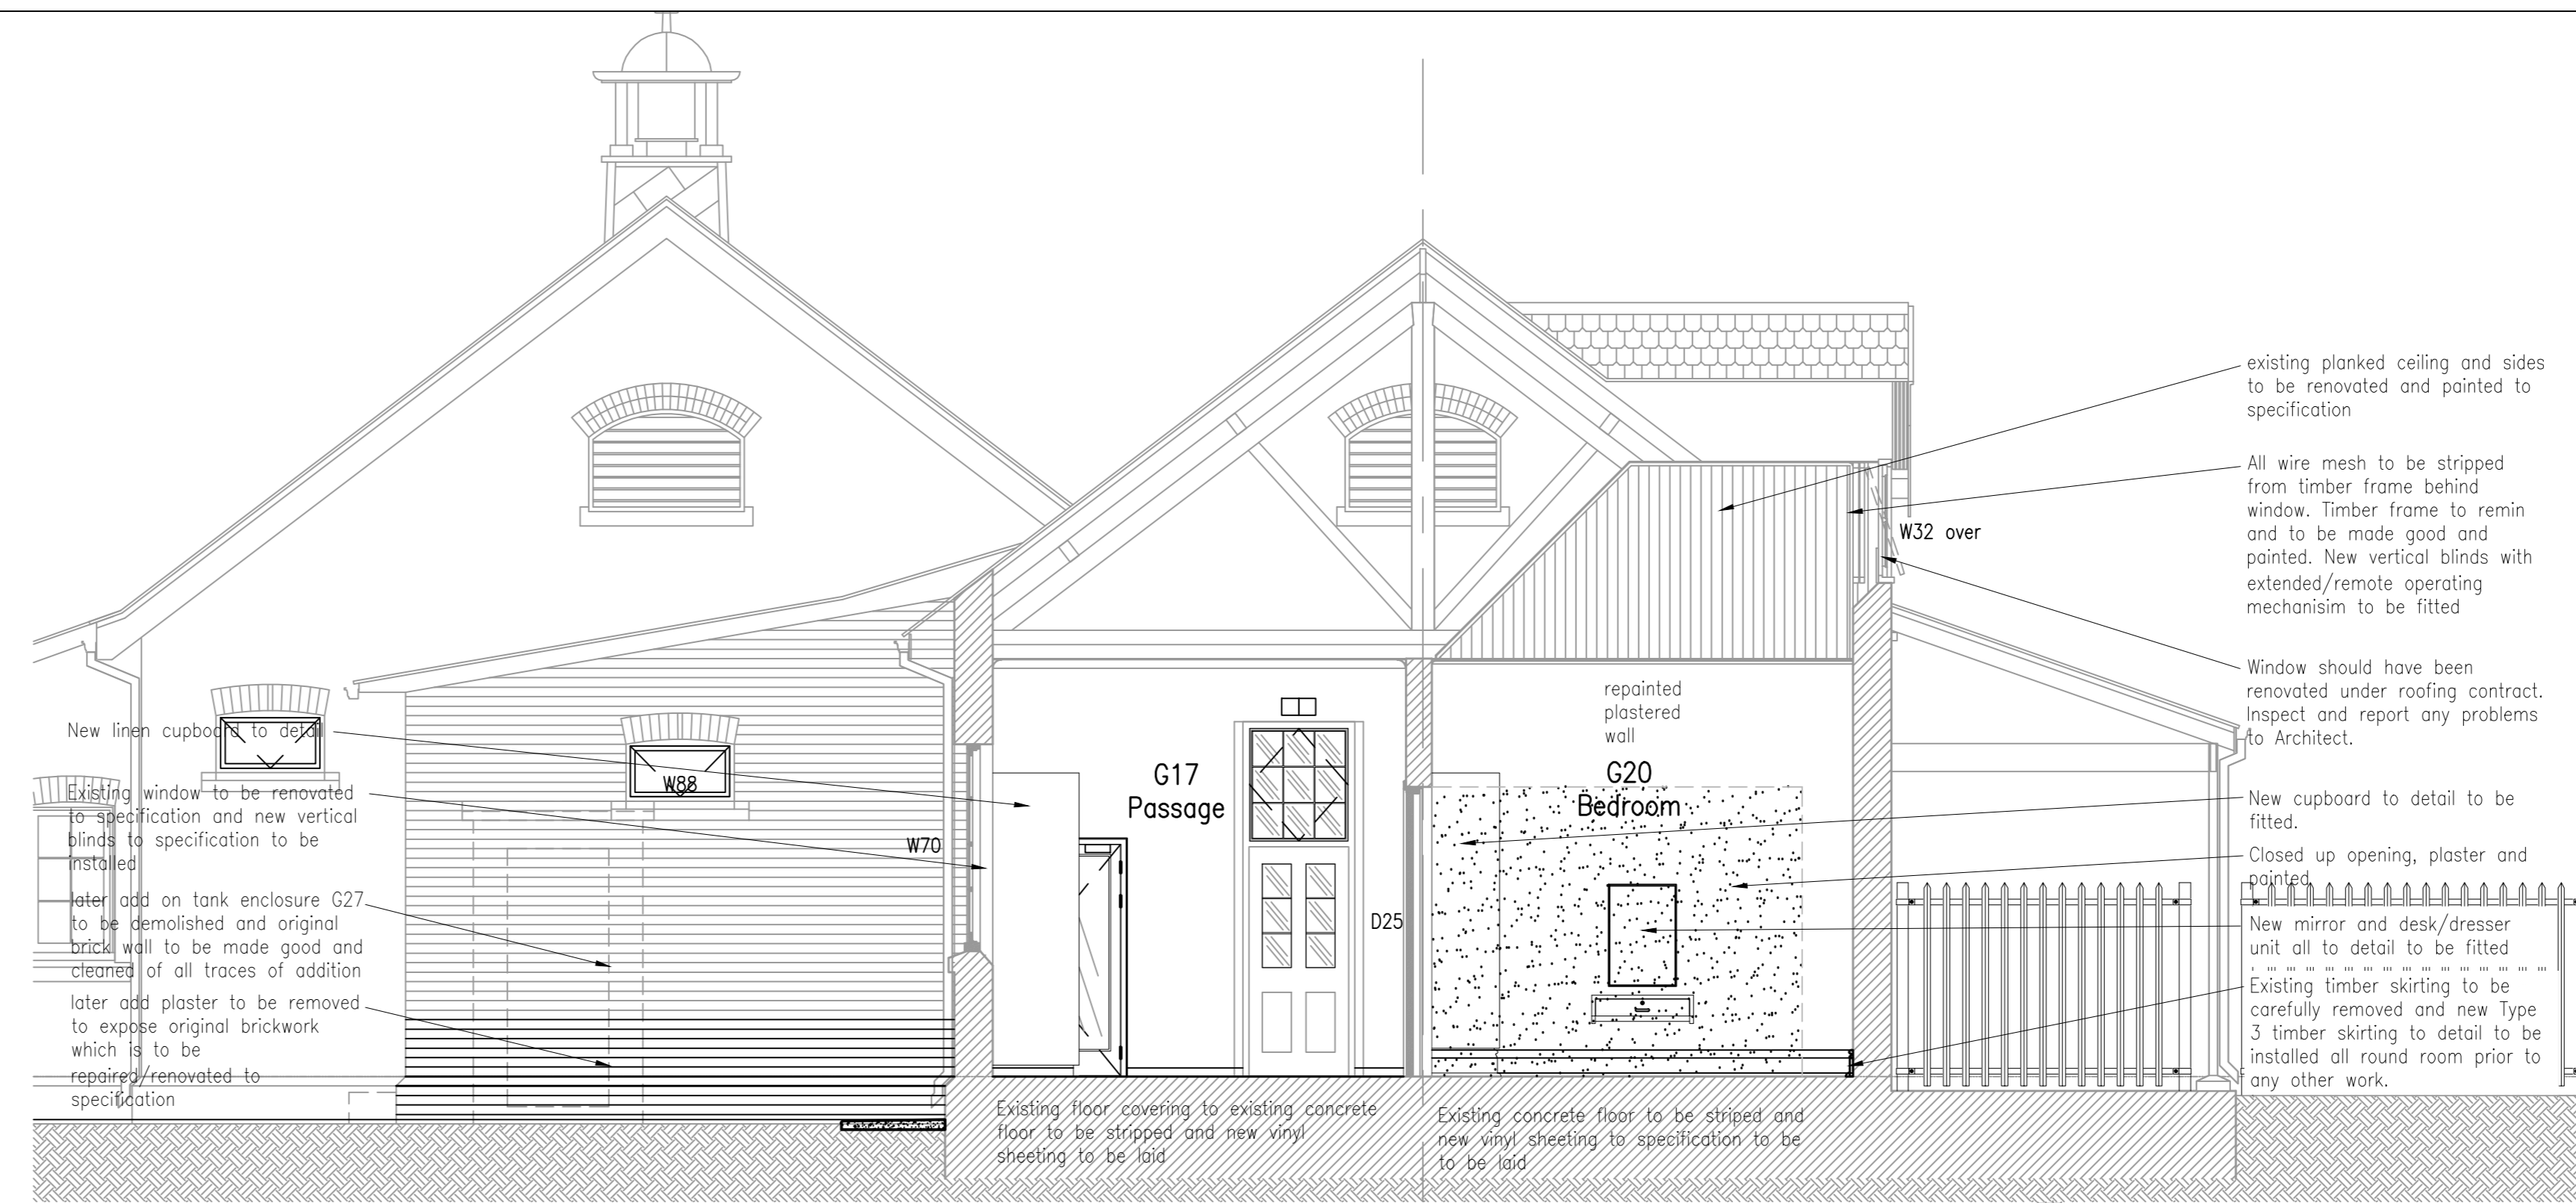 New linen cupboard to detail
Existing window to be renovated
to specification and new vertical
blinds to specification to be
installed
later add on tank enclosure G27
to be demolished and original
brick wall to be made good and
cleaned of all traces of addition
later add plaster to be removed
to expose original brickwork
which is to be
repaired/renovated to
specification
W88
W70
G17
Passage
D25
repainted
plastered
wall
G20
Bedroom
W32 over
Existing floor covering to existing concrete
floor to be stripped and new vinyl
sheeting to be laid
Existing concrete floor to be striped and
new vinyl sheeting to specification to be
to be laid
existing planked ceiling and sides
to be renovated and painted to
specification
All wire mesh to be stripped
from timber frame behind
window. Timber frame to remin
and to be made good and
painted. New vertical blinds with
extended/remote operating
mechanisim to be fitted
Window should have been
renovated under roofing contract.
Inspect and report any problems
to Architect.
New cupboard to detail to be
fitted.
Closed up opening, plaster and
painted
New mirror and desk/dresser
unit all to detail to be fitted
Existing timber skirting to be
carefully removed and new Type
3 timber skirting to detail to be
installed all round room prior to
any other work.